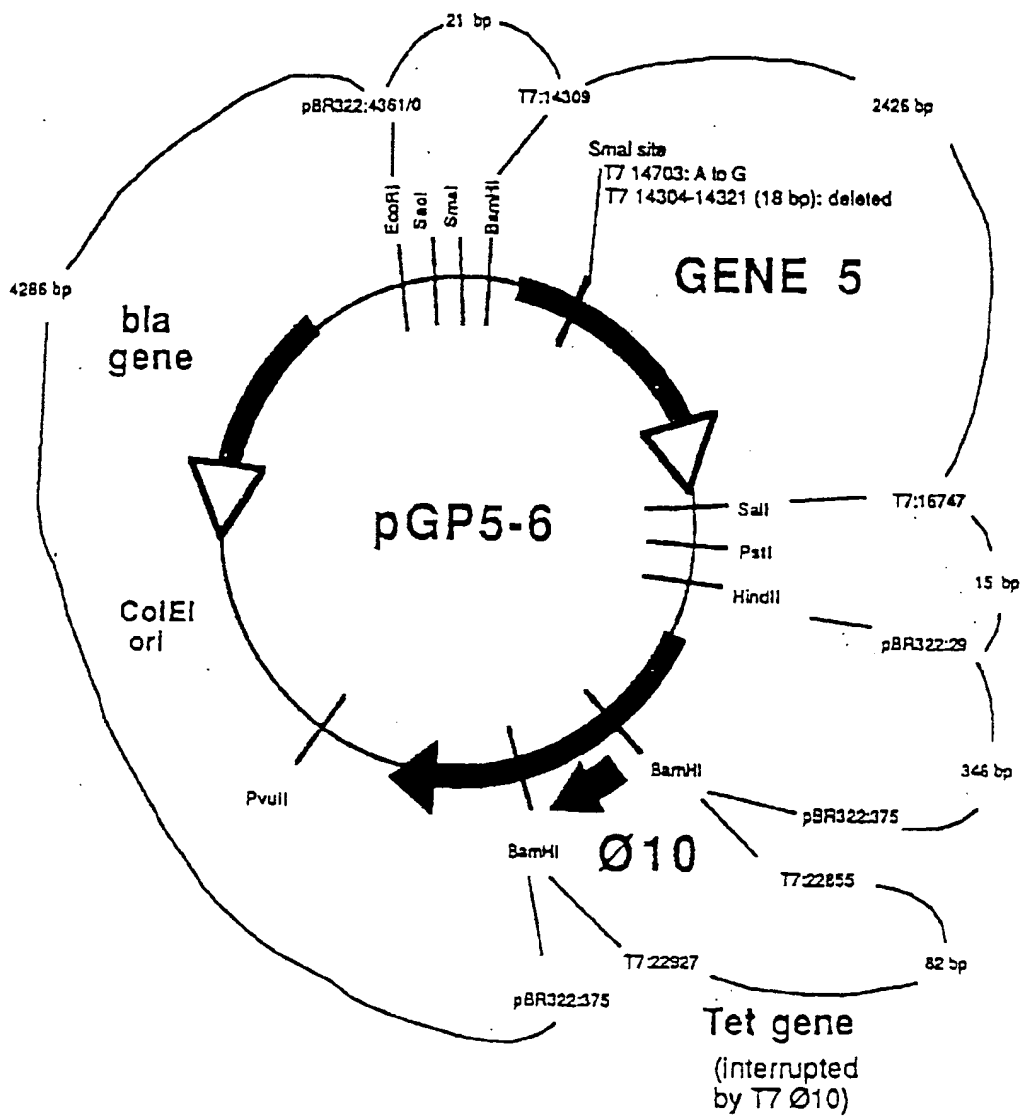 21 bp
pBR322:4361/0
T7:14309
2426 bp
SmaI site
T7 14703: A to G
T7 14304-14321 (18 bp): deleted
EcoRI
SacI
SmaI
BamHI
GENE 5
4286 bp
bla
gene
pGP5-6
SalI
T7:16747
PstI
15 bp
HindII
pBR322:29
ColEI
ori
BamHI
346 bp
PvuII
pBR322:375
BamHI
Ø10
T7:22855
T7:22927
82 bp
pBR322:375
Tet gene
(interrupted
by T7 Ø10)